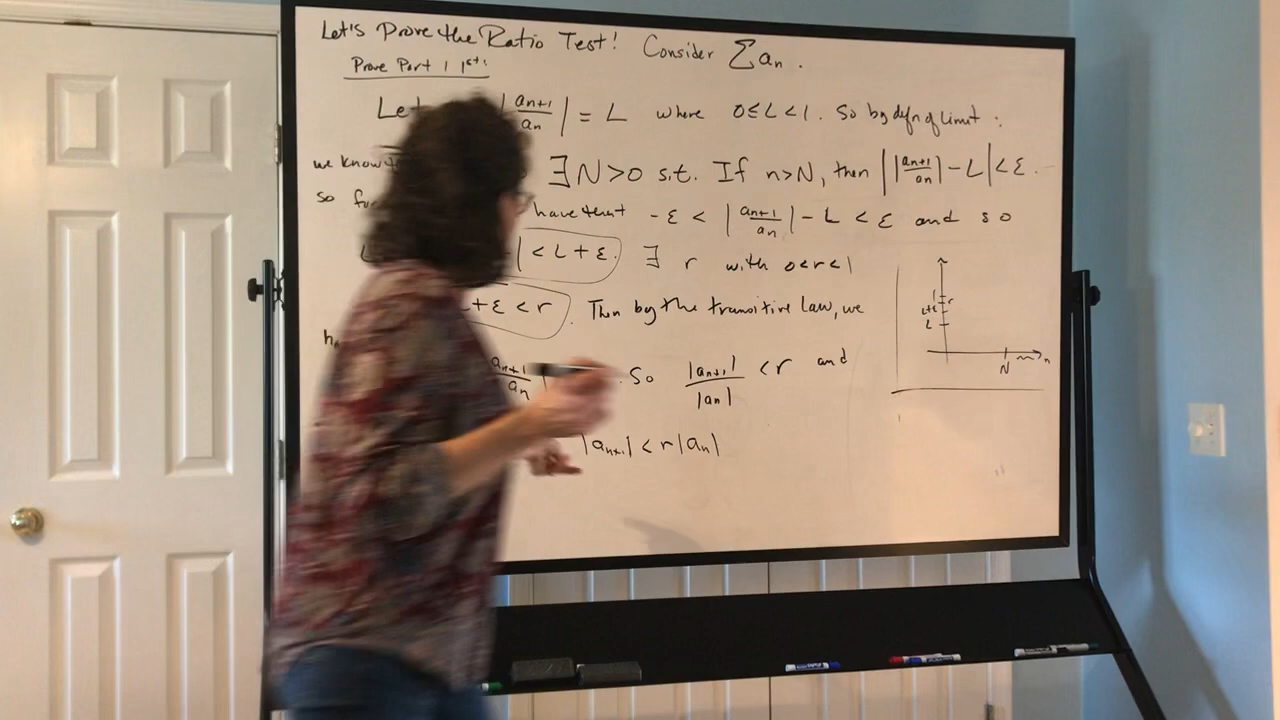 Let's Prove the Ratio Test! Consider ∑an.
Prove Part 1 1st:
Let |an+1/an| = L where 0≤L<1. So by defn of limit:
we know ∃N>0 s.t. If n>N, then ||an+1/an|-L|<ε.
so have that -ε < |an+1/an| - L < ε and so
| < L+ε. ∃ r with 0<r<1
+ε < r. Then by the transitive law, we
an+1/an . So |an+1|/|an| < r and
|an+1| < r|an|
r
L+ε
L
N
n